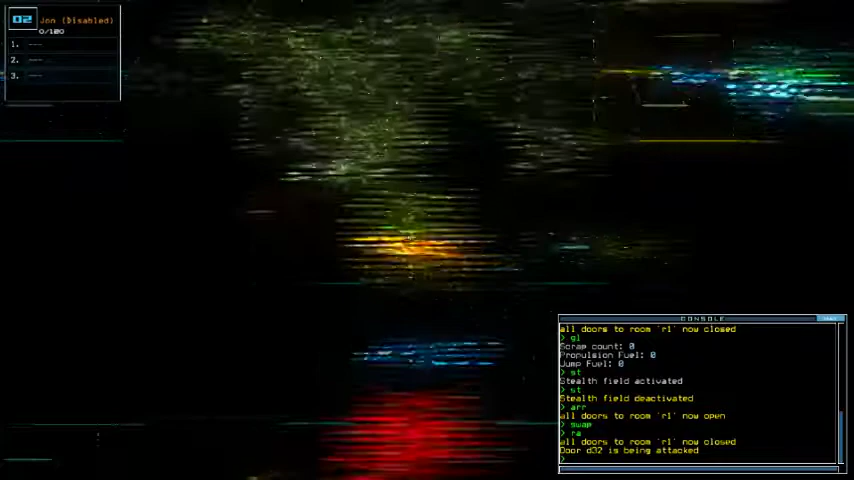 02 Jon (Disabled)
0/100
1. ---
2. ---
3. ---
CONSOLE
all doors to room 'r1' now closed
> gl
Scrap count: 0
Propulsion Fuel: 0
Jump Fuel: 0
> st
Stealth field activated
> st
Stealth field deactivated
> arr
all doors to room 'r1' now open
> swap
> ra
all doors to room 'r1' now closed
Door d32 is being attacked
>